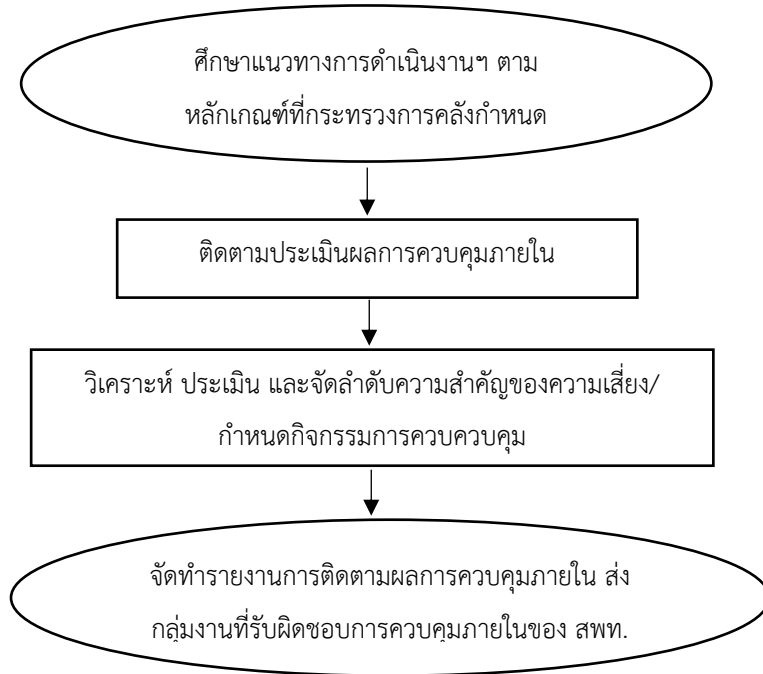 ศึกษาแนวทางการดำเนินงานฯ ตาม
หลักเกณฑ์ที่กระทรวงการคลังกำหนด
ติดตามประเมินผลการควบคุมภายใน
วิเคราะห์ ประเมิน และจัดลำดับความสำคัญของความเสี่ยง/
กำหนดกิจกรรมการควบควบคุม
จัดทำรายงานการติดตามผลการควบคุมภายใน ส่ง
กลุ่มงานที่รับผิดชอบการควบคุมภายในของ สพท.